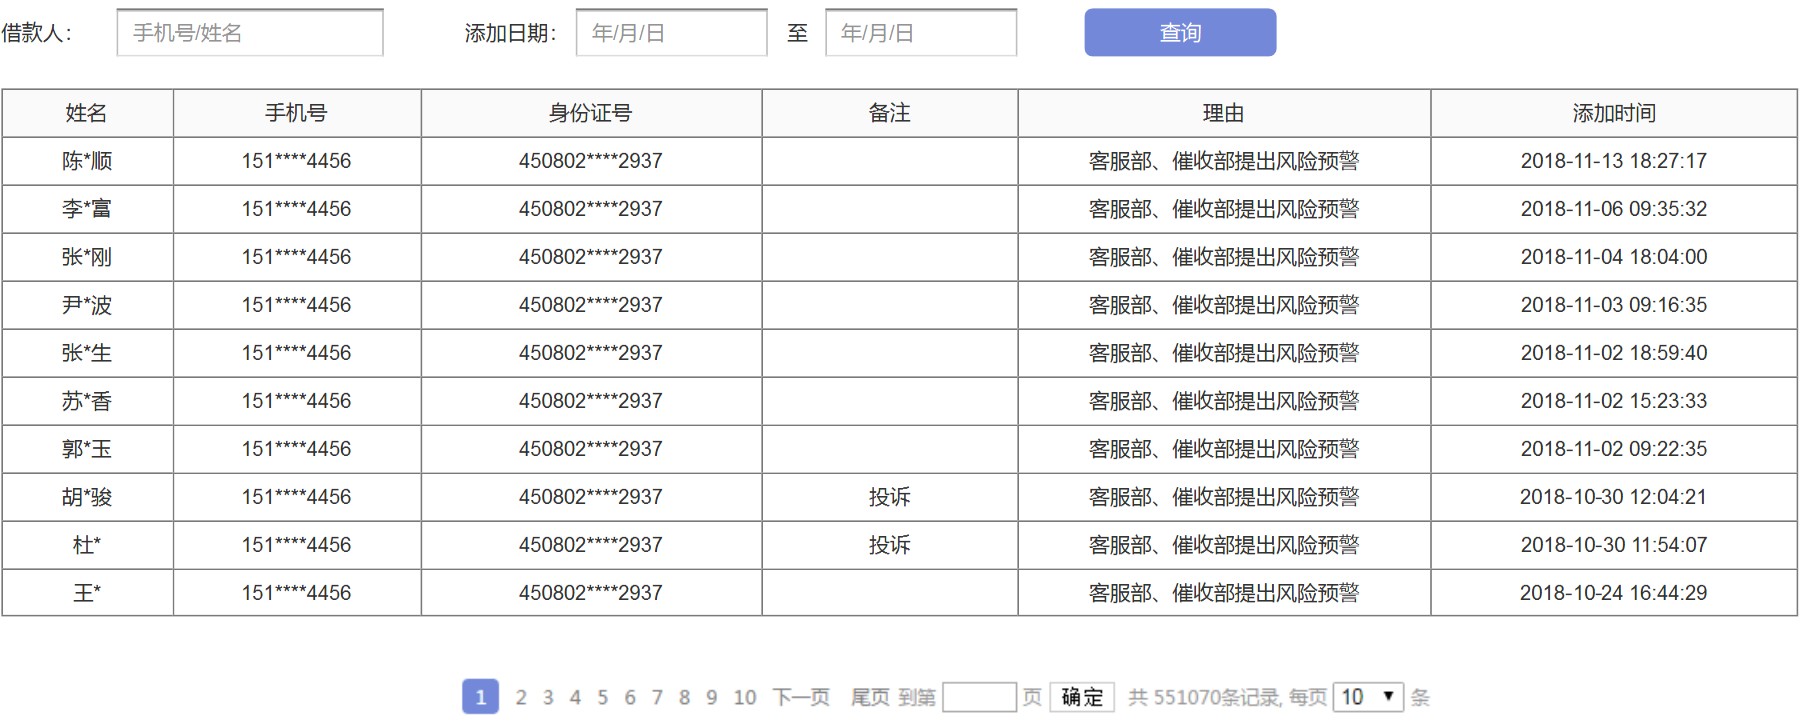 借款人： 手机号/姓名 添加日期： 年/月/日 至 年/月/日 查询
姓名 手机号 身份证号 备注 理由 添加时间
陈*顺 151****4456 450802****2937 客服部、催收部提出风险预警 2018-11-13 18:27:17
李*富 151****4456 450802****2937 客服部、催收部提出风险预警 2018-11-06 09:35:32
张*刚 151****4456 450802****2937 客服部、催收部提出风险预警 2018-11-04 18:04:00
尹*波 151****4456 450802****2937 客服部、催收部提出风险预警 2018-11-03 09:16:35
张*生 151****4456 450802****2937 客服部、催收部提出风险预警 2018-11-02 18:59:40
苏*香 151****4456 450802****2937 客服部、催收部提出风险预警 2018-11-02 15:23:33
郭*玉 151****4456 450802****2937 客服部、催收部提出风险预警 2018-11-02 09:22:35
胡*骏 151****4456 450802****2937 投诉 客服部、催收部提出风险预警 2018-10-30 12:04:21
杜* 151****4456 450802****2937 投诉 客服部、催收部提出风险预警 2018-10-30 11:54:07
王* 151****4456 450802****2937 客服部、催收部提出风险预警 2018-10-24 16:44:29
1 2 3 4 5 6 7 8 9 10 下一页 尾页 到第 页 确定 共 551070条记录, 每页 10 条